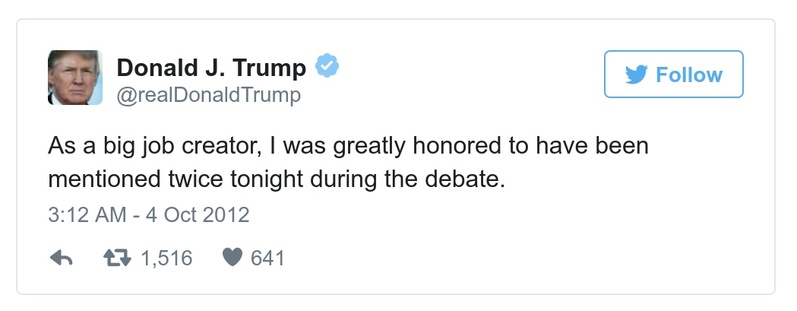 Donald J. Trump
@realDonaldTrump
Follow
As a big job creator, I was greatly honored to have been
mentioned twice tonight during the debate.
3:12 AM - 4 Oct 2012
1,516 641